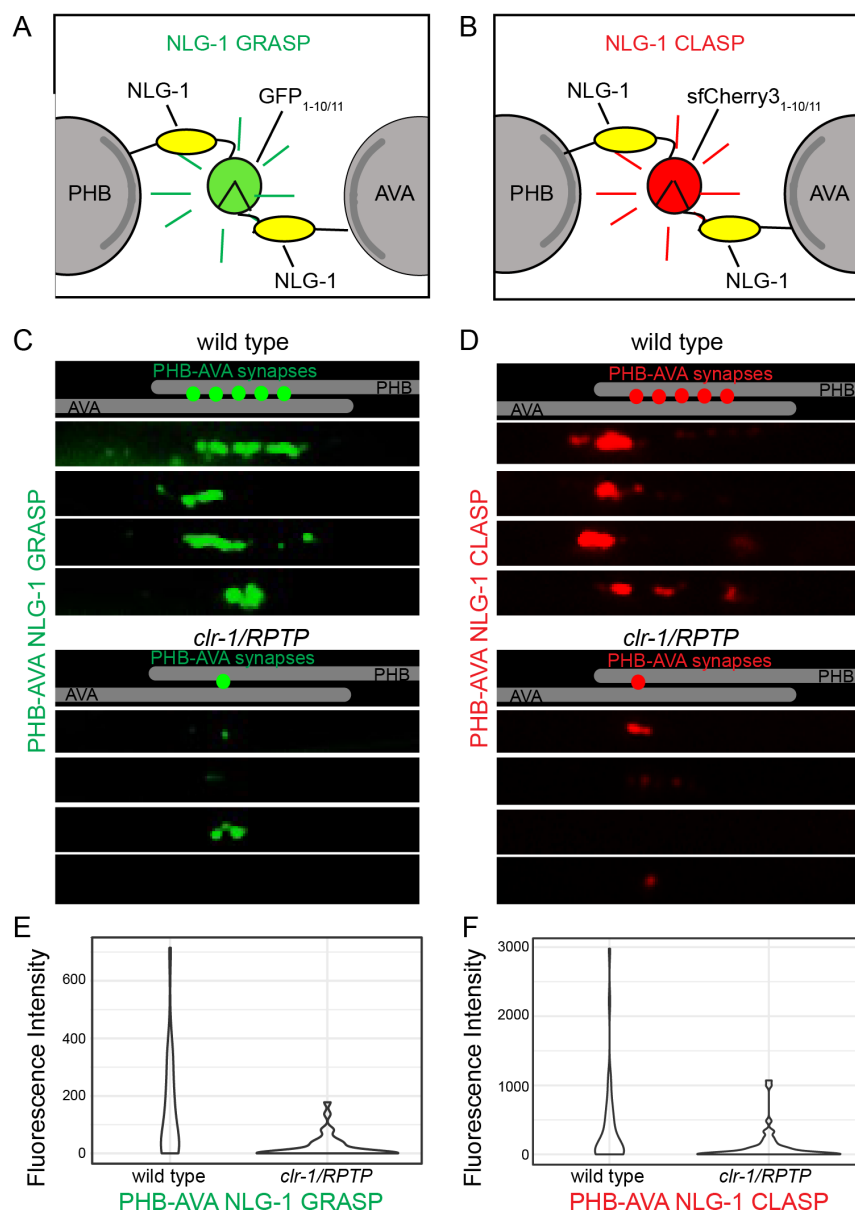 A
NLG-1 GRASP
NLG-1
GFP1-10/11
PHB
AVA
NLG-1
B
NLG-1 CLASP
NLG-1
sfCherry31-10/11
PHB
AVA
NLG-1
C
wild type
PHB-AVA synapses
PHB
AVA
PHB-AVA NLG-1 GRASP
clr-1/RPTP
PHB-AVA synapses
PHB
AVA
D
wild type
PHB-AVA synapses
PHB
AVA
PHB-AVA NLG-1 CLASP
clr-1/RPTP
PHB-AVA synapses
PHB
AVA
E
Fluorescence Intensity
600
400
200
0
wild type
clr-1/RPTP
PHB-AVA NLG-1 GRASP
F
Fluorescence Intensity
3000
2000
1000
0
wild type
clr-1/RPTP
PHB-AVA NLG-1 CLASP